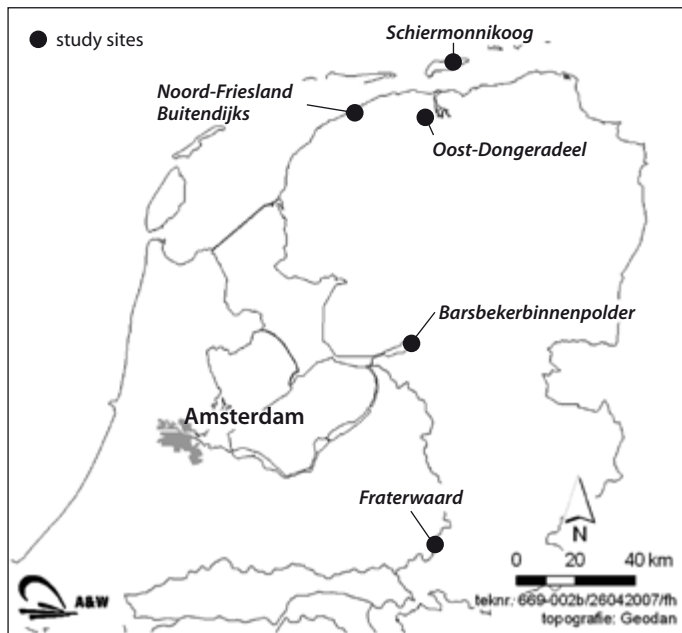 study sites
Schiermonnikoog
Noord-Friesland
Buitendijks
Oost-Dongeradeel
Barsbekerbinnenpolder
Amsterdam
Fraterwaard
N
0 20 40 km
A&W
teknr.: 669-002b/26042007/fh
topografie: Geodan